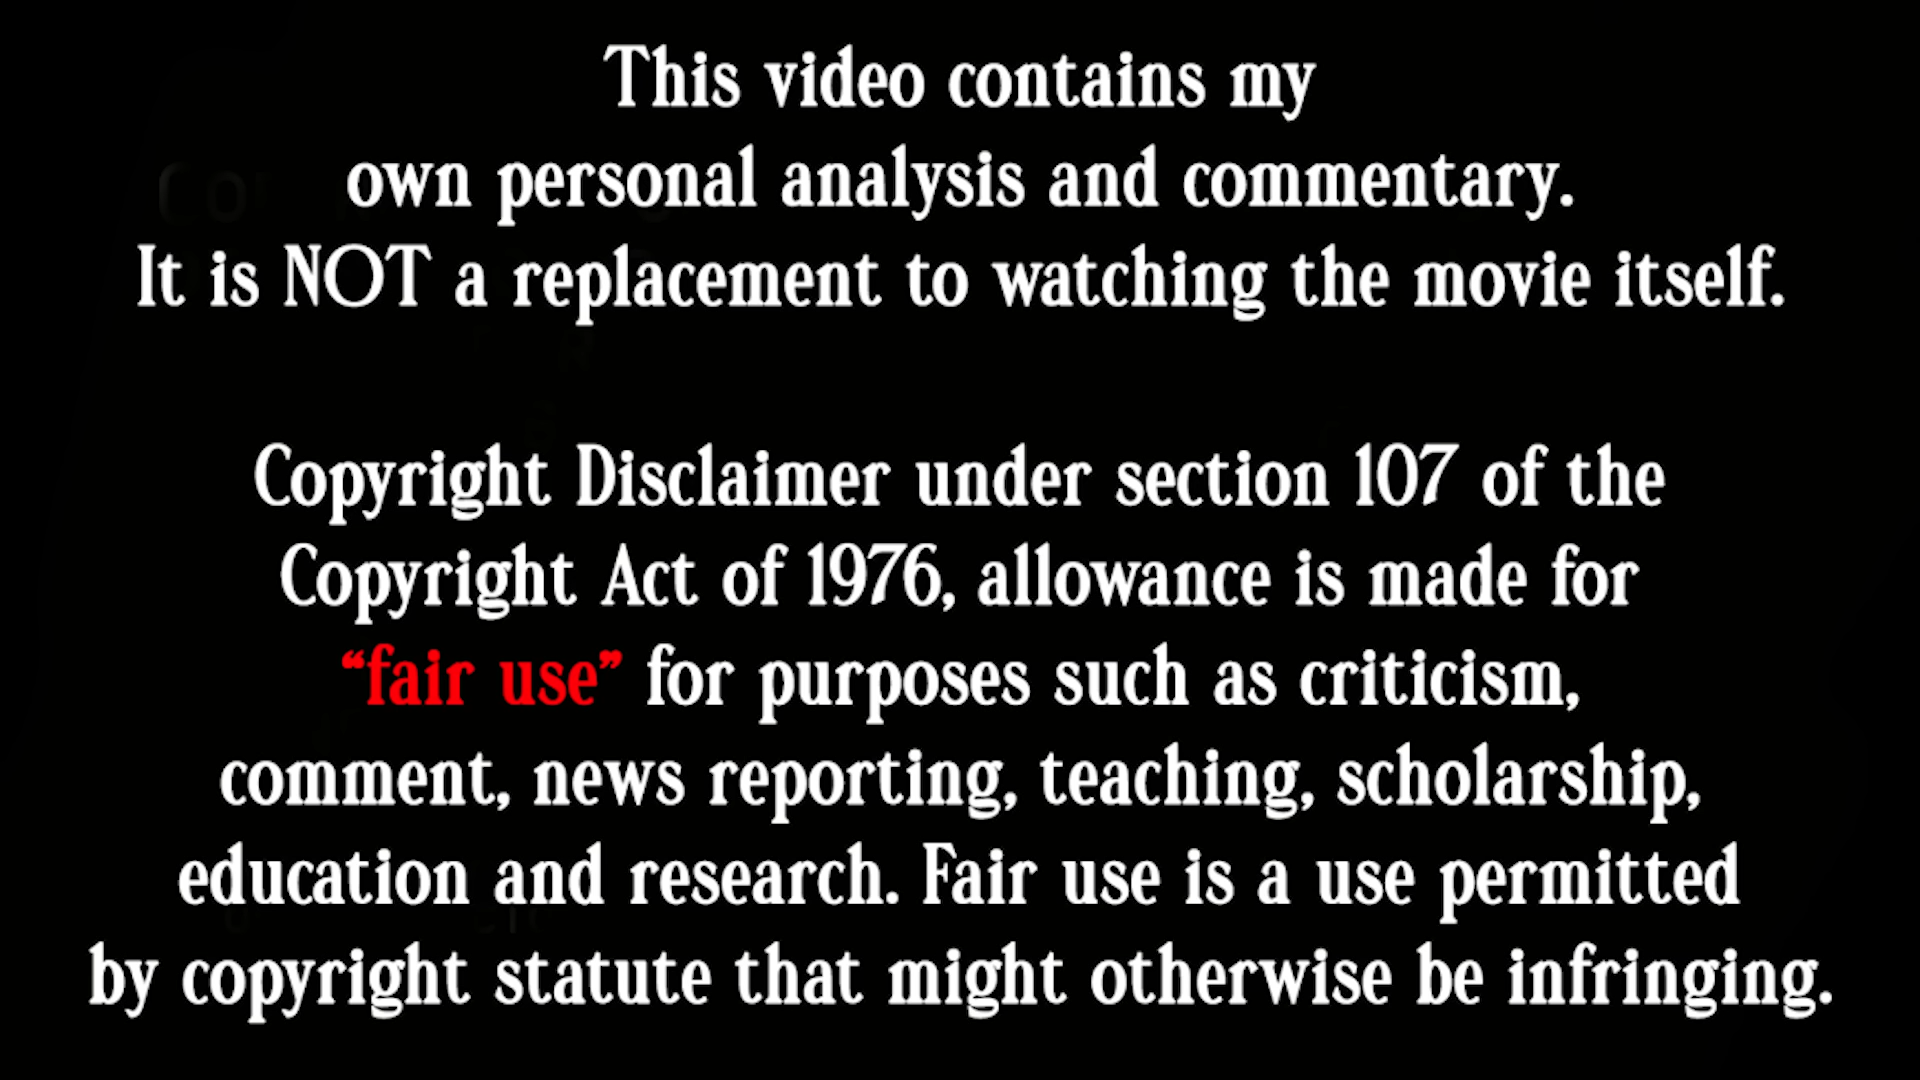 This video contains my
own personal analysis and commentary.
It is NOT a replacement to watching the movie itself.
Copyright Disclaimer under section 107 of the
Copyright Act of 1976, allowance is made for
“fair use” for purposes such as criticism,
comment, news reporting, teaching, scholarship,
education and research. Fair use is a use permitted
by copyright statute that might otherwise be infringing.